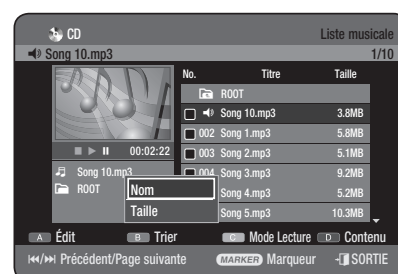 CD Liste musicale
Song 10.mp3 1/10
No. Titre Taille
ROOT
Song 10.mp3 3.8MB
002 Song 1.mp3 5.8MB
003 Song 2.mp3 5.1MB
004 Song 3.mp3 9.2MB
Song 4.mp3 5.2MB
Song 5.mp3 10.3MB
00:02:22
Song 10.mp3
ROOT
Nom
Taille
A Édit B Trier C Mode Lecture D Contenu
Précédent/Page suivante MARKER Marqueur SORTIE